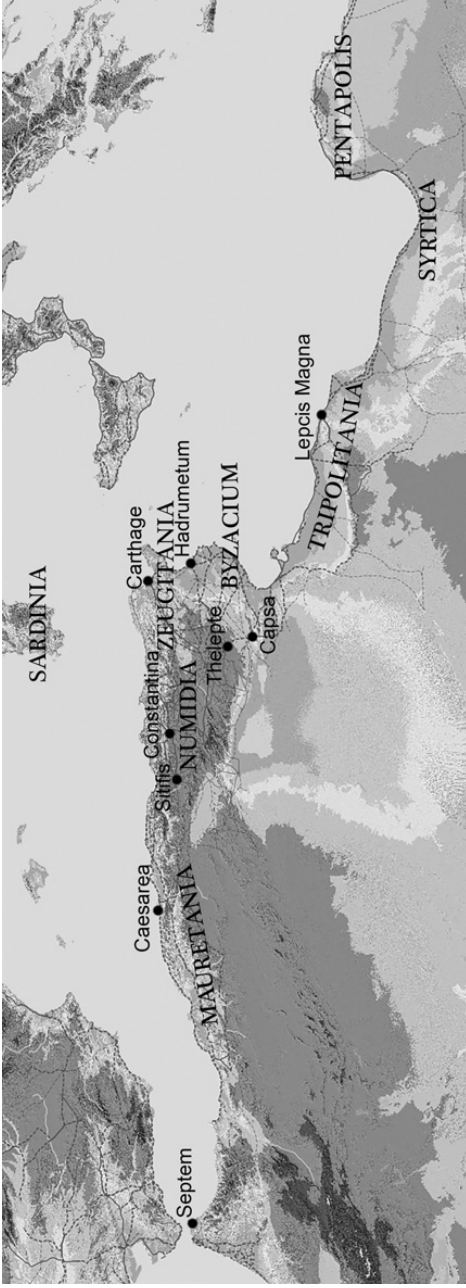 SARDINIA
PENTAPOLIS
SYRTICA
Septem
Caesarea
MAURETANIA
Sitifis
Constantina
NUMIDIA
Carthage
ZEUGITANIA
Hadrumetum
BYZACIUM
Thelepte
Capsa
Lepcis Magna
TRIPOLITANIA